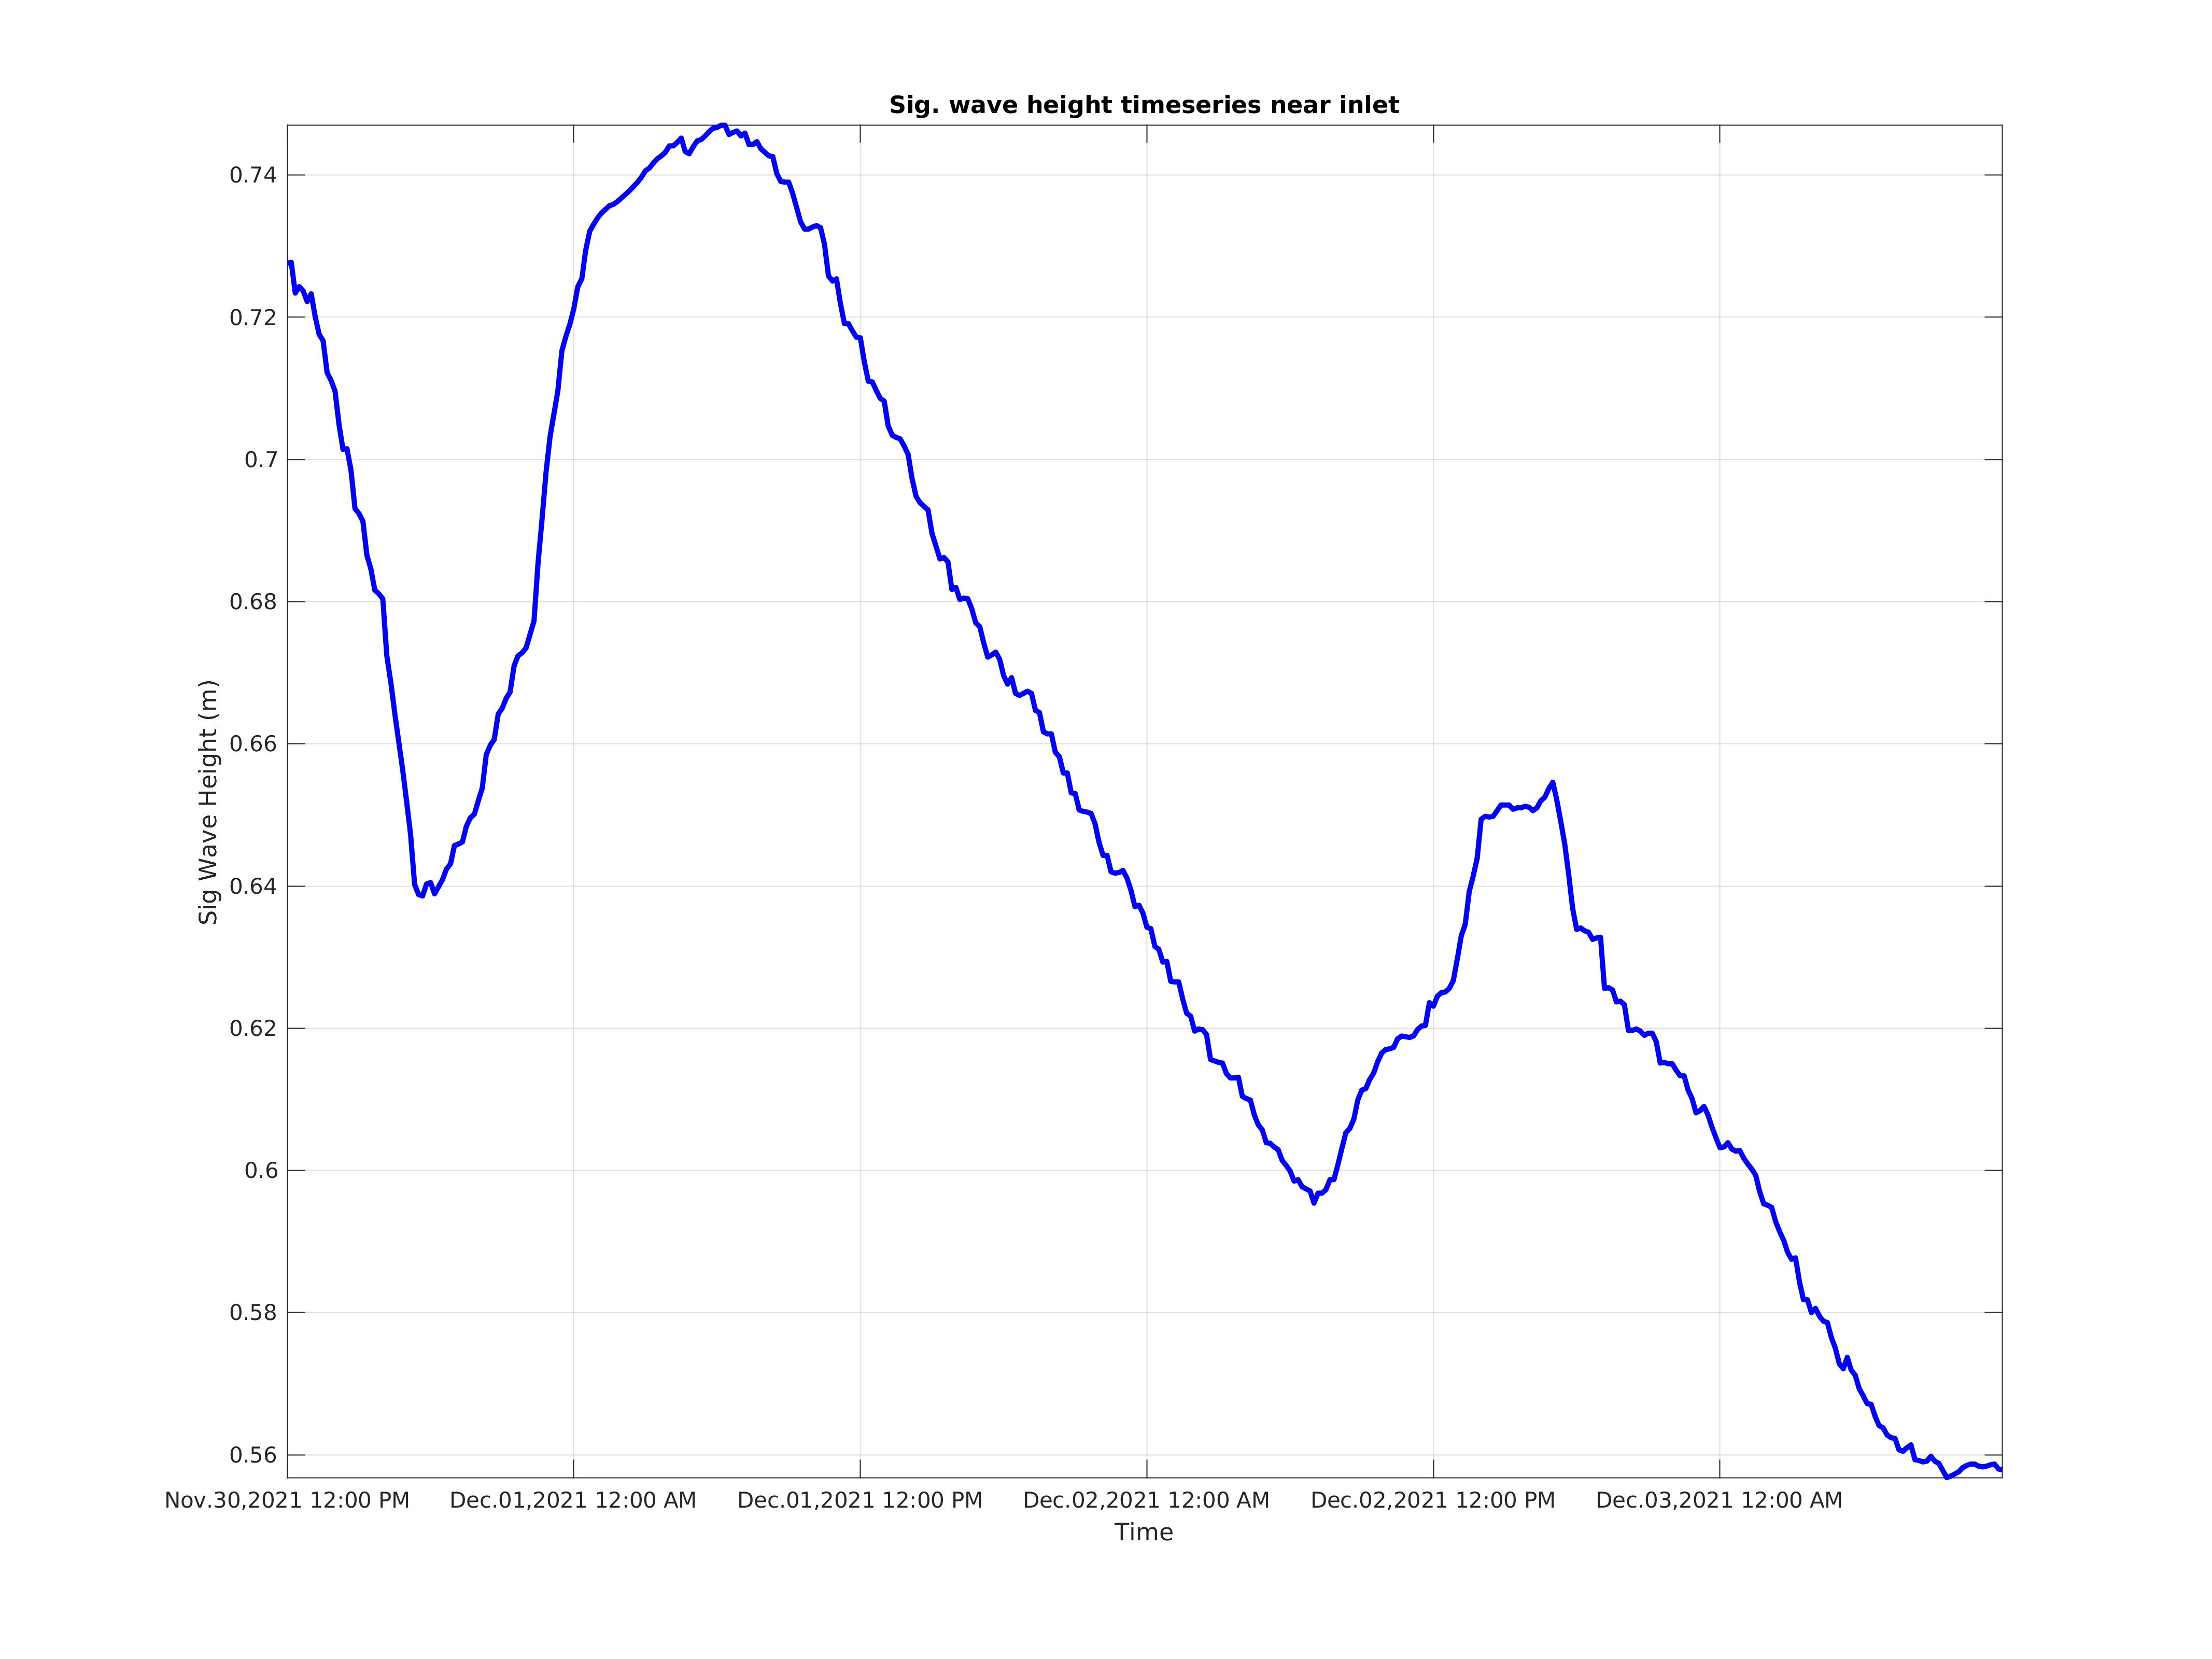 Sig. wave height timeseries near inlet
0.74
0.72
0.7
0.68
0.66
0.64
0.62
0.6
0.58
0.56
Sig Wave Height (m)
Nov.30,2021 12:00 PM
Dec.01,2021 12:00 AM
Dec.01,2021 12:00 PM
Dec.02,2021 12:00 AM
Dec.02,2021 12:00 PM
Dec.03,2021 12:00 AM
Time